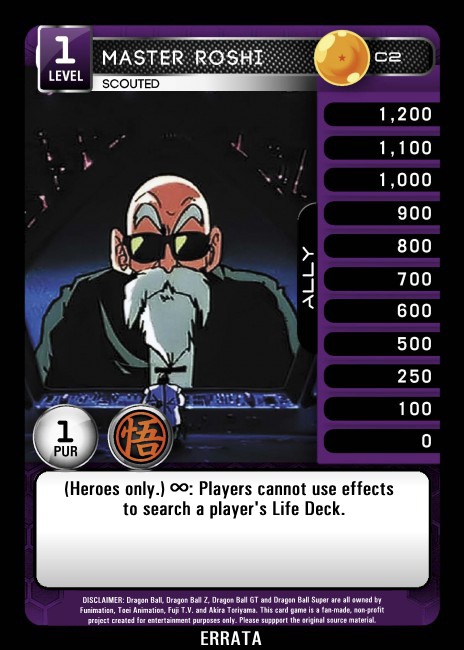 1
LEVEL
MASTER ROSHI
C2
SCOUTED
1,200
1,100
1,000
900
800
700
600
500
250
100
0
ALLY
1
PUR
悟
(Heroes only.) ∞: Players cannot use effects
to search a player's Life Deck.
DISCLAIMER: Dragon Ball, Dragon Ball Z, Dragon Ball GT and Dragon Ball Super are all owned by
Funimation, Toei Animation, Fuji T.V. and Akira Toriyama. This card game is a fan-made, non-profit
project created for entertainment purposes only. Please suppport the original source material.
ERRATA